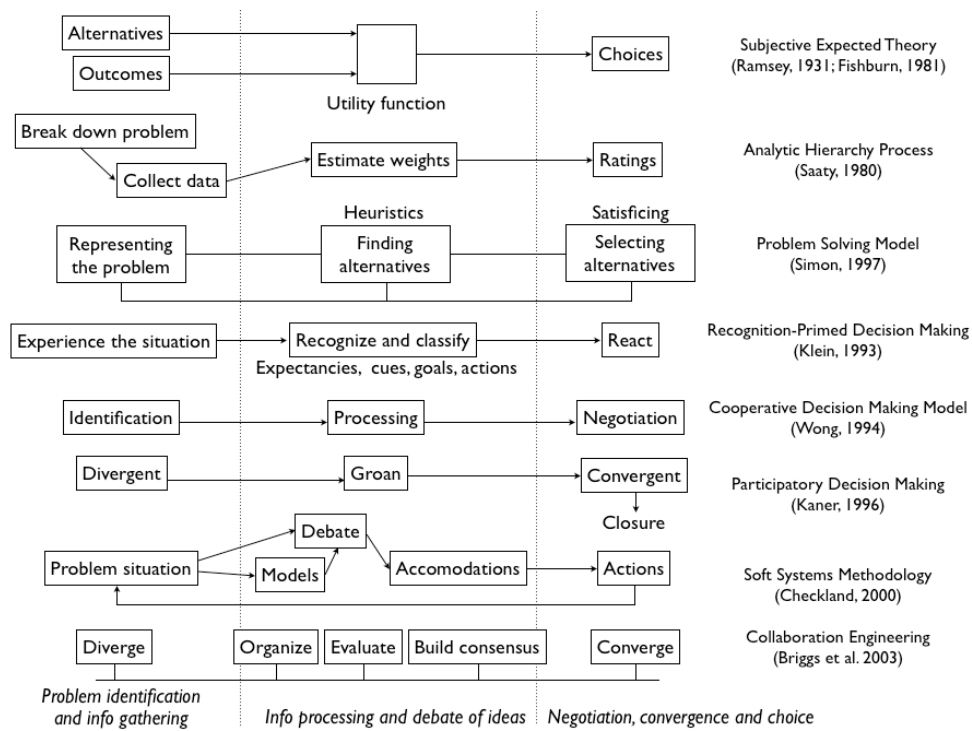 Alternatives
Outcomes
Utility function
Choices
Subjective Expected Theory
(Ramsey, 1931; Fishburn, 1981)
Break down problem
Collect data
Estimate weights
Ratings
Analytic Hierarchy Process
(Saaty, 1980)
Heuristics
Satisficing
Representing
the problem
Finding
alternatives
Selecting
alternatives
Problem Solving Model
(Simon, 1997)
Experience the situation
Recognize and classify
Expectancies, cues, goals, actions
React
Recognition-Primed Decision Making
(Klein, 1993)
Identification
Processing
Negotiation
Cooperative Decision Making Model
(Wong, 1994)
Divergent
Groan
Convergent
Closure
Participatory Decision Making
(Kaner, 1996)
Problem situation
Debate
Models
Accomodations
Actions
Soft Systems Methodology
(Checkland, 2000)
Diverge
Organize
Evaluate
Build consensus
Converge
Collaboration Engineering
(Briggs et al. 2003)
Problem identification
and info gathering
Info processing and debate of ideas
Negotiation, convergence and choice